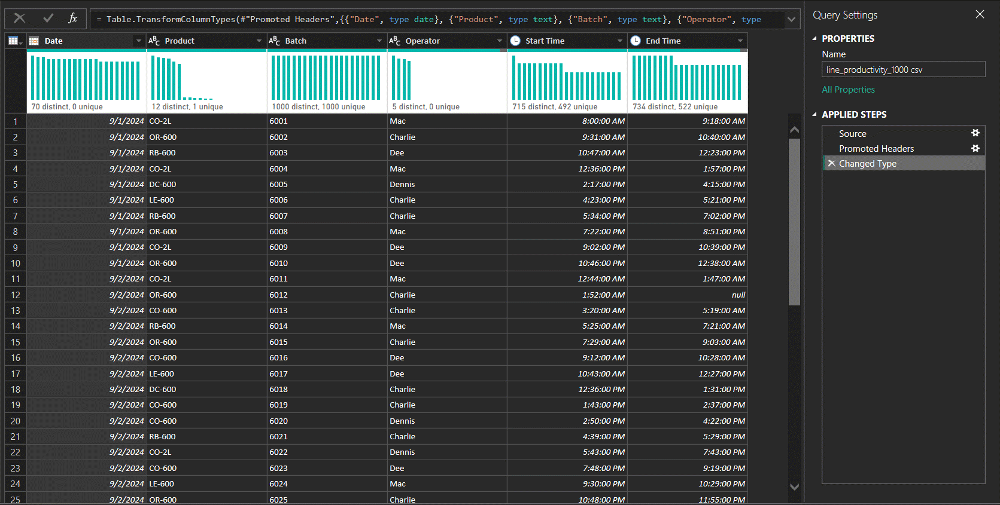 fx = Table.TransformColumnTypes(#"Promoted Headers",{{"Date", type date}, {"Product", type text}, {"Batch", type text}, {"Operator", type
Date ABC Product ABC Batch ABC Operator Start Time End Time
70 distinct, 0 unique 12 distinct, 1 unique 1000 distinct, 1000 unique 5 distinct, 0 unique 715 distinct, 492 unique 734 distinct, 522 unique
1 9/1/2024 CO-2L 6001 Mac 8:00:00 AM 9:18:00 AM
2 9/1/2024 OR-600 6002 Charlie 9:31:00 AM 10:40:00 AM
3 9/1/2024 RB-600 6003 Dee 10:47:00 AM 12:23:00 PM
4 9/1/2024 CO-2L 6004 Mac 12:36:00 PM 1:57:00 PM
5 9/1/2024 DC-600 6005 Dennis 2:17:00 PM 4:15:00 PM
6 9/1/2024 LE-600 6006 Charlie 4:23:00 PM 5:21:00 PM
7 9/1/2024 RB-600 6007 Charlie 5:34:00 PM 7:02:00 PM
8 9/1/2024 OR-600 6008 Mac 7:22:00 PM 8:51:00 PM
9 9/1/2024 CO-2L 6009 Dee 9:02:00 PM 10:39:00 PM
10 9/1/2024 OR-600 6010 Dee 10:46:00 PM 12:38:00 AM
11 9/2/2024 CO-2L 6011 Mac 12:44:00 AM 1:47:00 AM
12 9/2/2024 OR-600 6012 Charlie 1:52:00 AM null
13 9/2/2024 CO-600 6013 Charlie 3:20:00 AM 5:19:00 AM
14 9/2/2024 RB-600 6014 Mac 5:25:00 AM 7:21:00 AM
15 9/2/2024 OR-600 6015 Charlie 7:29:00 AM 9:03:00 AM
16 9/2/2024 CO-600 6016 Dee 9:12:00 AM 10:28:00 AM
17 9/2/2024 LE-600 6017 Dee 10:43:00 AM 12:27:00 PM
18 9/2/2024 DC-600 6018 Charlie 12:36:00 PM 1:31:00 PM
19 9/2/2024 CO-600 6019 Charlie 1:43:00 PM 2:37:00 PM
20 9/2/2024 CO-600 6020 Dennis 2:50:00 PM 4:22:00 PM
21 9/2/2024 RB-600 6021 Charlie 4:39:00 PM 5:29:00 PM
22 9/2/2024 CO-2L 6022 Dennis 5:43:00 PM 7:43:00 PM
23 9/2/2024 CO-600 6023 Dee 7:48:00 PM 9:19:00 PM
24 9/2/2024 LE-600 6024 Mac 9:30:00 PM 10:29:00 PM
25 9/2/2024 OR-600 6025 Charlie 10:48:00 PM 11:55:00 PM
Query Settings
PROPERTIES
Name
line_productivity_1000 csv
All Properties
APPLIED STEPS
Source
Promoted Headers
Changed Type